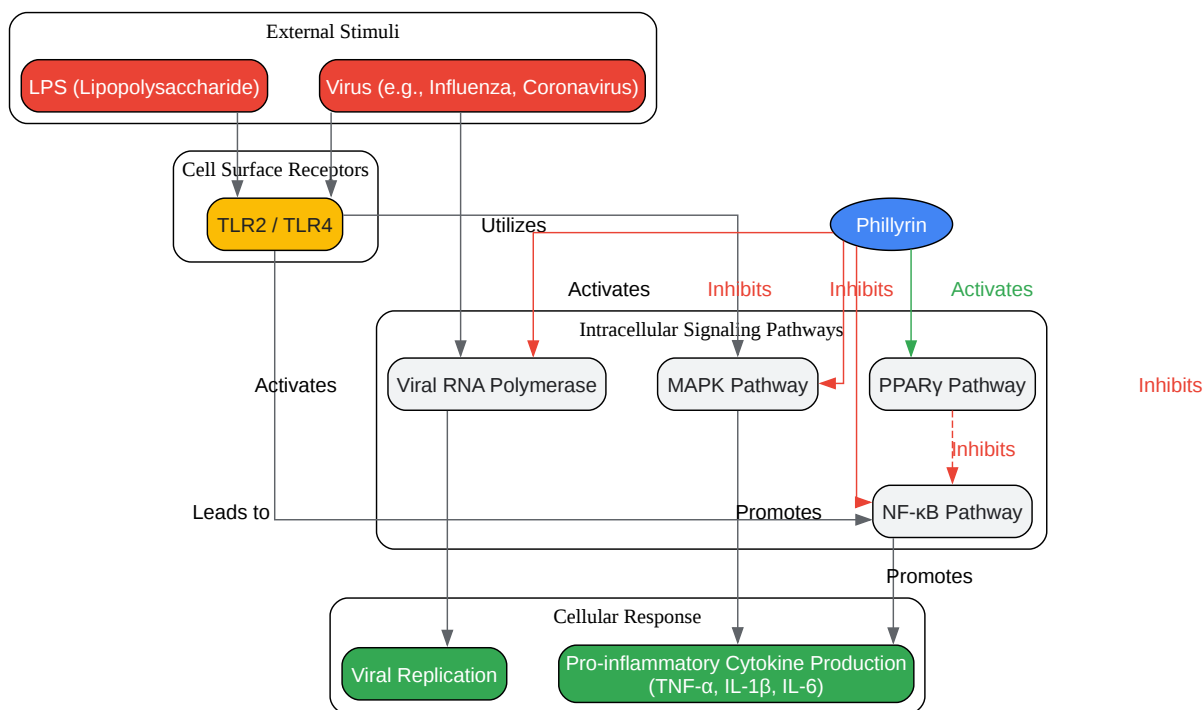 External Stimuli
LPS (Lipopolysaccharide)
Virus (e.g., Influenza, Coronavirus)
Cell Surface Receptors
TLR2 / TLR4
Utilizes
Phillyrin
Activates
Inhibits
Inhibits
Activates
Intracellular Signaling Pathways
Activates
Viral RNA Polymerase
MAPK Pathway
PPARγ Pathway
Inhibits
Inhibits
Leads to
Promotes
NF-κB Pathway
Promotes
Cellular Response
Viral Replication
Pro-inflammatory Cytokine Production
(TNF-α, IL-1β, IL-6)